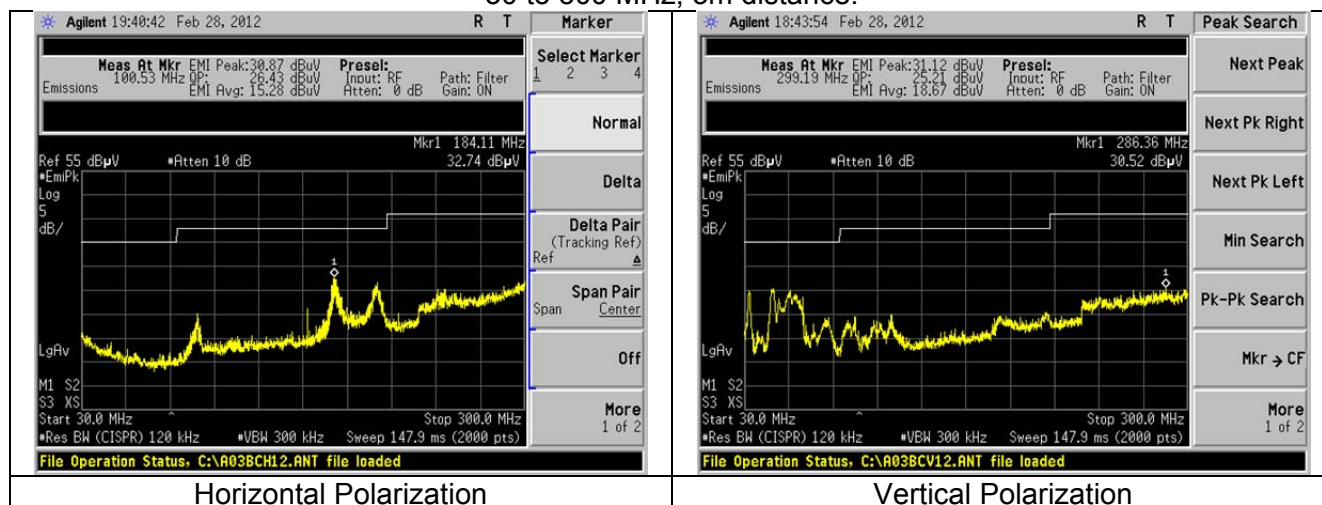 Agilent 19:40:42 Feb 28, 2012 R T
Marker
Meas At Mkr EMI Peak:30.87 dBuV Presel:
100.53 MHz QP: 26.43 dBuV Input: RF Path: Filter
Emissions EMI Avg: 15.28 dBuV Atten: 0 dB Gain: ON
Mkr1 184.11 MHz
Ref 55 dBµV #Atten 10 dB 32.74 dBµV
#EmiPk
Log
5
dB/
1
LgAv
M1 S2
S3 XS
Start 30.0 MHz Stop 300.0 MHz
#Res BW (CISPR) 120 kHz #VBW 300 kHz Sweep 147.9 ms (2000 pts)
File Operation Status, C:\A03BCH12.ANT file loaded
Select Marker
1 2 3 4
Normal
Delta
Delta Pair
(Tracking Ref)
Ref Δ
Span Pair
Span Center
Off
More
1 of 2
Horizontal Polarization
Agilent 18:43:54 Feb 28, 2012 R T
Peak Search
Meas At Mkr EMI Peak:31.12 dBuV Presel:
299.19 MHz QP: 25.21 dBuV Input: RF Path: Filter
Emissions EMI Avg: 18.67 dBuV Atten: 0 dB Gain: ON
Mkr1 286.36 MHz
Ref 55 dBµV #Atten 10 dB 30.52 dBµV
#EmiPk
Log
5
dB/
1
LgAv
M1 S2
S3 XS
Start 30.0 MHz Stop 300.0 MHz
#Res BW (CISPR) 120 kHz #VBW 300 kHz Sweep 147.9 ms (2000 pts)
File Operation Status, C:\A03BCV12.ANT file loaded
Next Peak
Next Pk Right
Next Pk Left
Min Search
Pk-Pk Search
Mkr → CF
More
1 of 2
Vertical Polarization